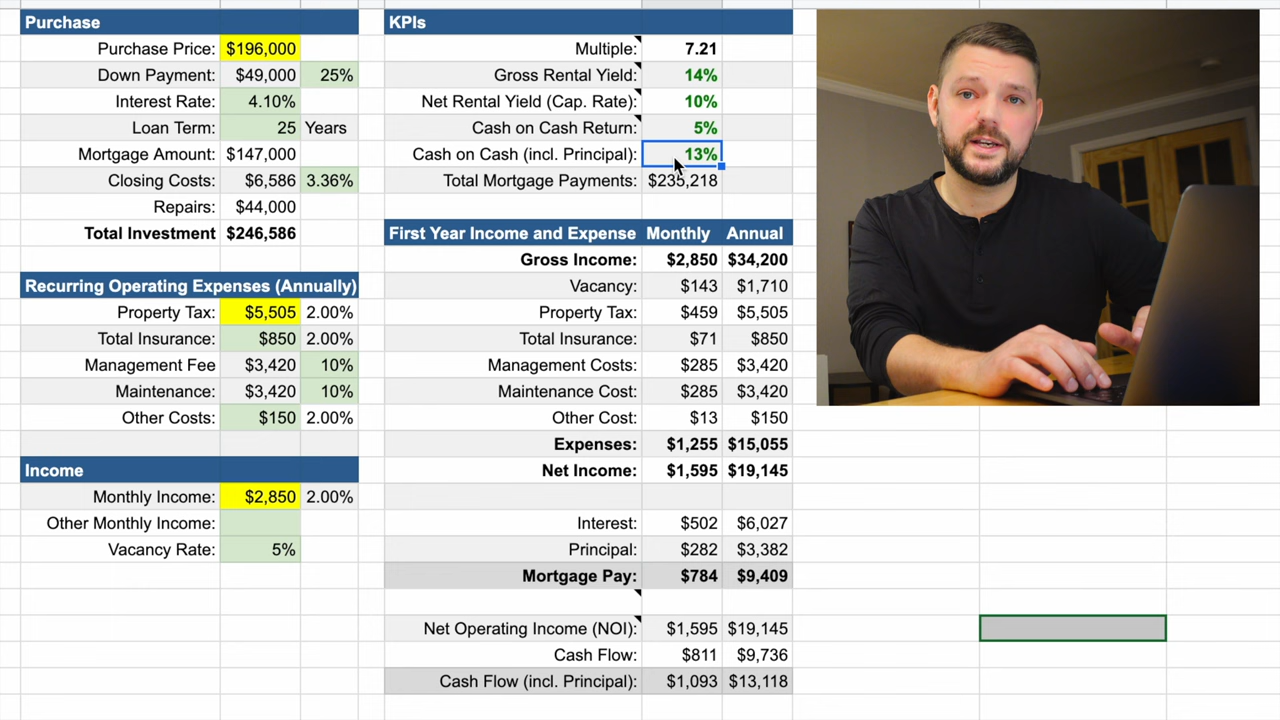 Purchase
Purchase Price: $196,000
Down Payment: $49,000 25%
Interest Rate: 4.10%
Loan Term: 25 Years
Mortgage Amount: $147,000
Closing Costs: $6,586 3.36%
Repairs: $44,000
Total Investment $246,586
Recurring Operating Expenses (Annually)
Property Tax: $5,505 2.00%
Total Insurance: $850 2.00%
Management Fee $3,420 10%
Maintenance: $3,420 10%
Other Costs: $150 2.00%
Income
Monthly Income: $2,850 2.00%
Other Monthly Income:
Vacancy Rate: 5%
KPIs
Multiple: 7.21
Gross Rental Yield: 14%
Net Rental Yield (Cap. Rate): 10%
Cash on Cash Return: 5%
Cash on Cash (incl. Principal): 13%
Total Mortgage Payments: $235,218
First Year Income and Expense Monthly Annual
Gross Income: $2,850 $34,200
Vacancy: $143 $1,710
Property Tax: $459 $5,505
Total Insurance: $71 $850
Management Costs: $285 $3,420
Maintenance Cost: $285 $3,420
Other Cost: $13 $150
Expenses: $1,255 $15,055
Net Income: $1,595 $19,145
Interest: $502 $6,027
Principal: $282 $3,382
Mortgage Pay: $784 $9,409
Net Operating Income (NOI): $1,595 $19,145
Cash Flow: $811 $9,736
Cash Flow (incl. Principal): $1,093 $13,118